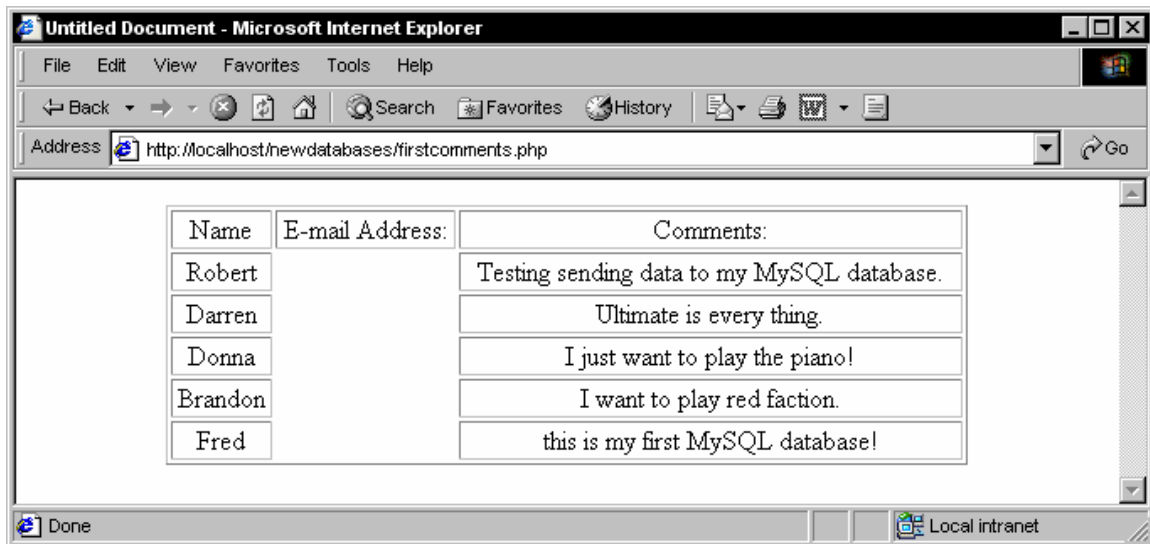 Untitled Document - Microsoft Internet Explorer
File Edit View Favorites Tools Help
Back Search Favorites History W
Address http://localhost/newdatabases/firstcomments.php Go
Name E-mail Address: Comments:
Robert Testing sending data to my MySQL database.
Darren Ultimate is every thing.
Donna I just want to play the piano!
Brandon I want to play red faction.
Fred this is my first MySQL database!
Done Local intranet